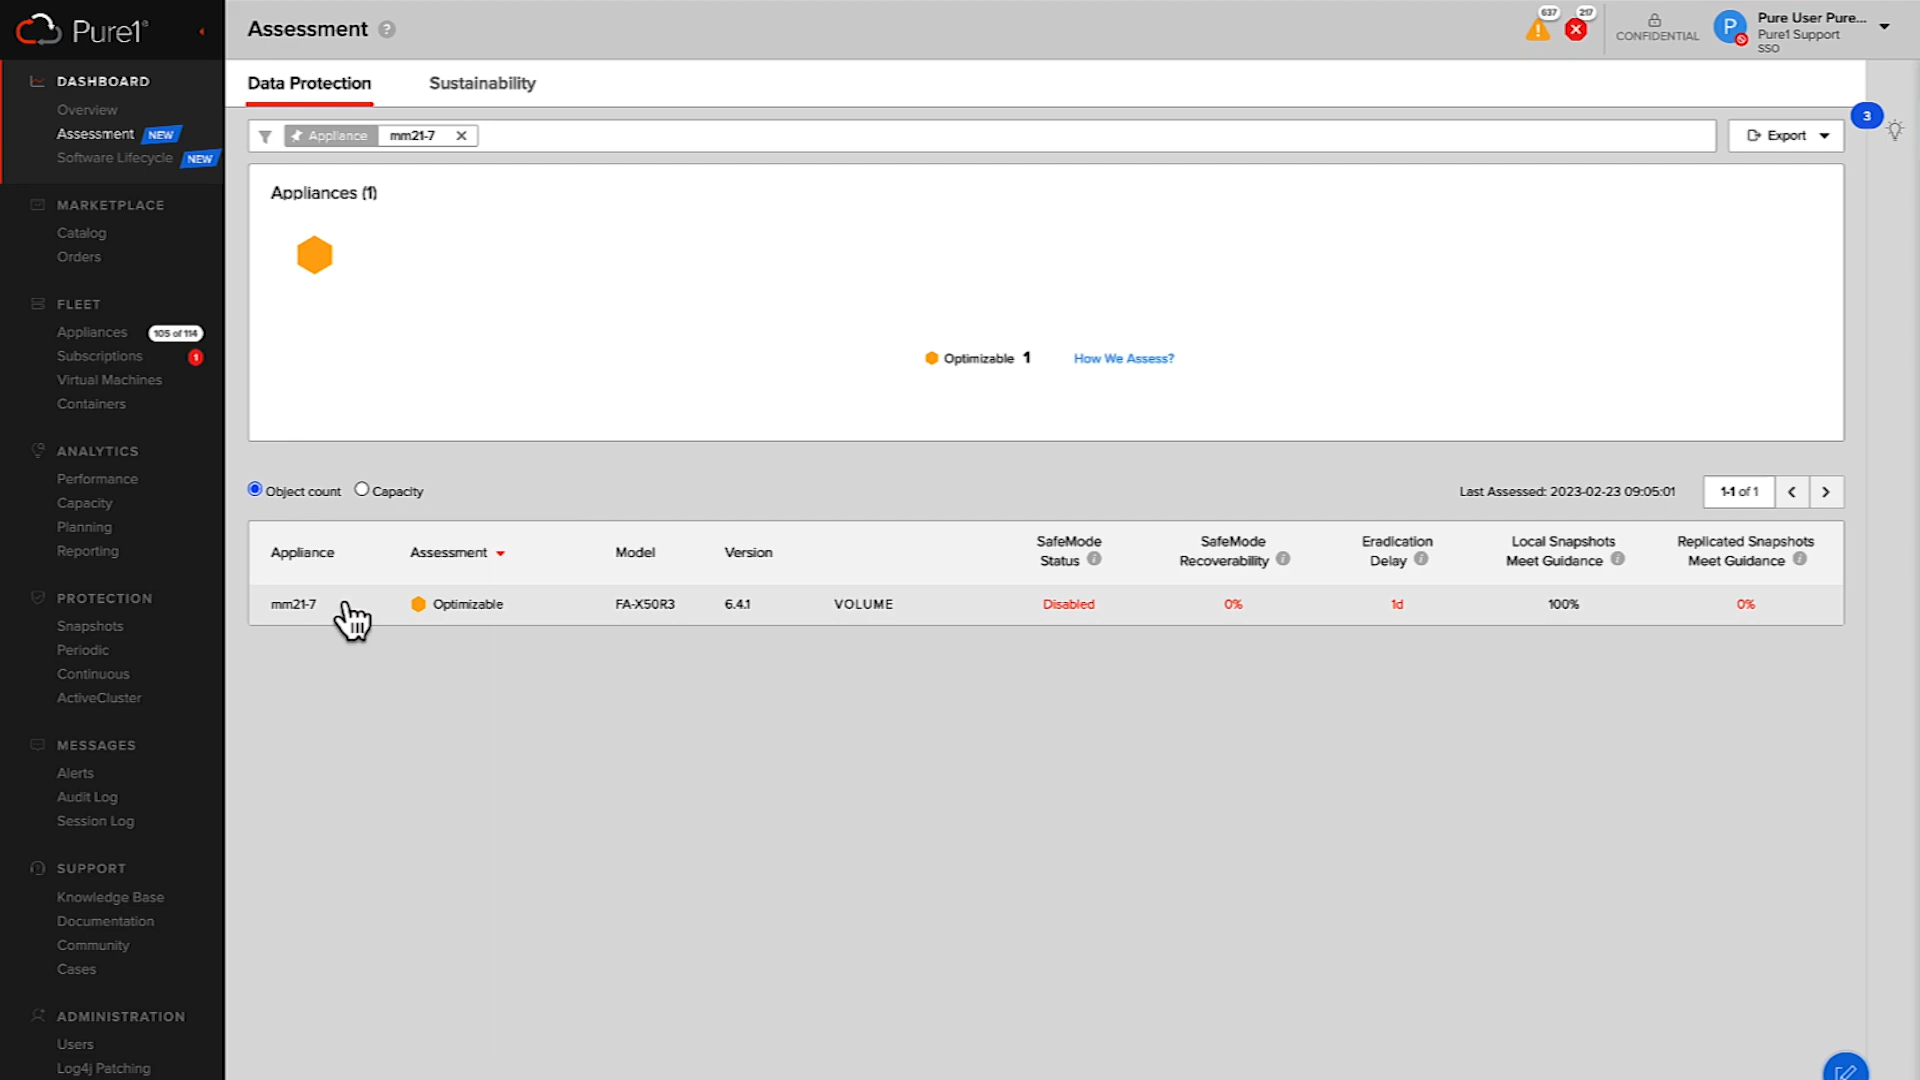 Pure1®
Assessment ?
637
217
CONFIDENTIAL
P
Pure User Pure...
Pure1 Support
SSO
DASHBOARD
Overview
Assessment NEW
Software Lifecycle NEW
MARKETPLACE
Catalog
Orders
FLEET
Appliances 105 of 114
Subscriptions 1
Virtual Machines
Containers
ANALYTICS
Performance
Capacity
Planning
Reporting
PROTECTION
Snapshots
Periodic
Continuous
ActiveCluster
MESSAGES
Alerts
Audit Log
Session Log
SUPPORT
Knowledge Base
Documentation
Community
Cases
ADMINISTRATION
Users
Log4j Patching
Data Protection Sustainability
Appliance mm21-7
Export
3
Appliances (1)
Optimizable 1 How We Assess?
Object count Capacity
Last Assessed: 2023-02-23 09:05:01 1-1 of 1
Appliance Assessment Model Version SafeMode Status SafeMode Recoverability Eradication Delay Local Snapshots Meet Guidance Replicated Snapshots Meet Guidance
mm21-7 Optimizable FA-X50R3 6.4.1 VOLUME Disabled 0% 1d 100% 0%